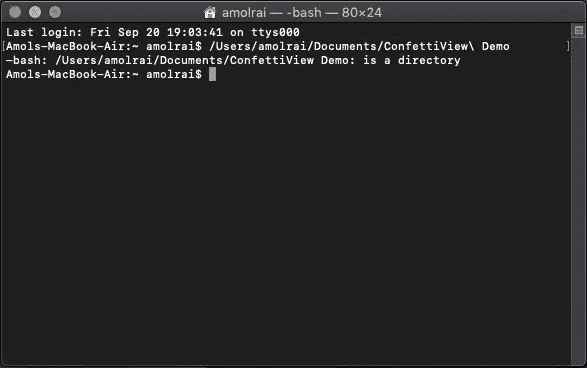 amolrai — -bash — 80×24
Last login: Fri Sep 20 19:03:41 on ttys000
[Amols-MacBook-Air:~ amolrai$ /Users/amolrai/Documents/ConfettiView\ Demo ]
-bash: /Users/amolrai/Documents/ConfettiView Demo: is a directory
Amols-MacBook-Air:~ amolrai$